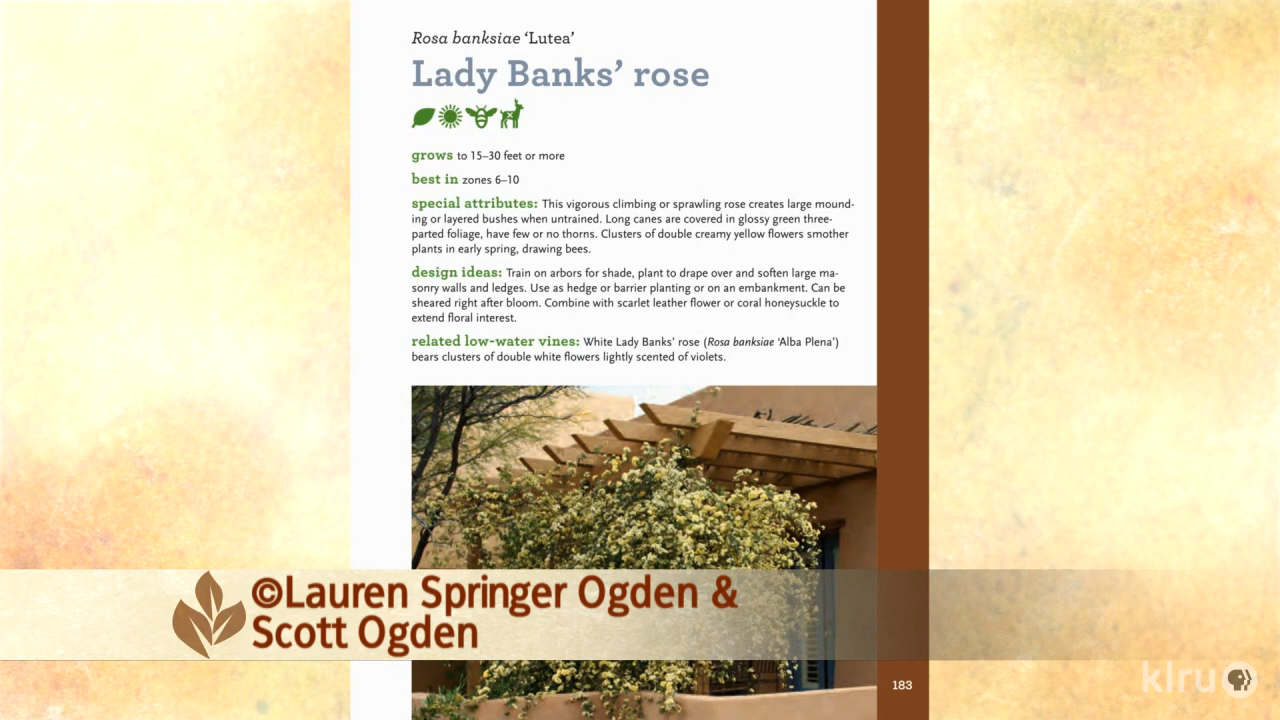 Rosa banksiae ‘Lutea’
Lady Banks’ rose
grows to 15–30 feet or more
best in zones 6–10
special attributes: This vigorous climbing or sprawling rose creates large mound-
ing or layered bushes when untrained. Long canes are covered in glossy green three-
parted foliage, have few or no thorns. Clusters of double creamy yellow flowers smother
plants in early spring, drawing bees.
design ideas: Train on arbors for shade, plant to drape over and soften large ma-
sonry walls and ledges. Use as hedge or barrier planting or on an embankment. Can be
sheared right after bloom. Combine with scarlet leather flower or coral honeysuckle to
extend floral interest.
related low-water vines: White Lady Banks’ rose (Rosa banksiae ‘Alba Plena’)
bears clusters of double white flowers lightly scented of violets.
©Lauren Springer Ogden &
Scott Ogden
183
klru